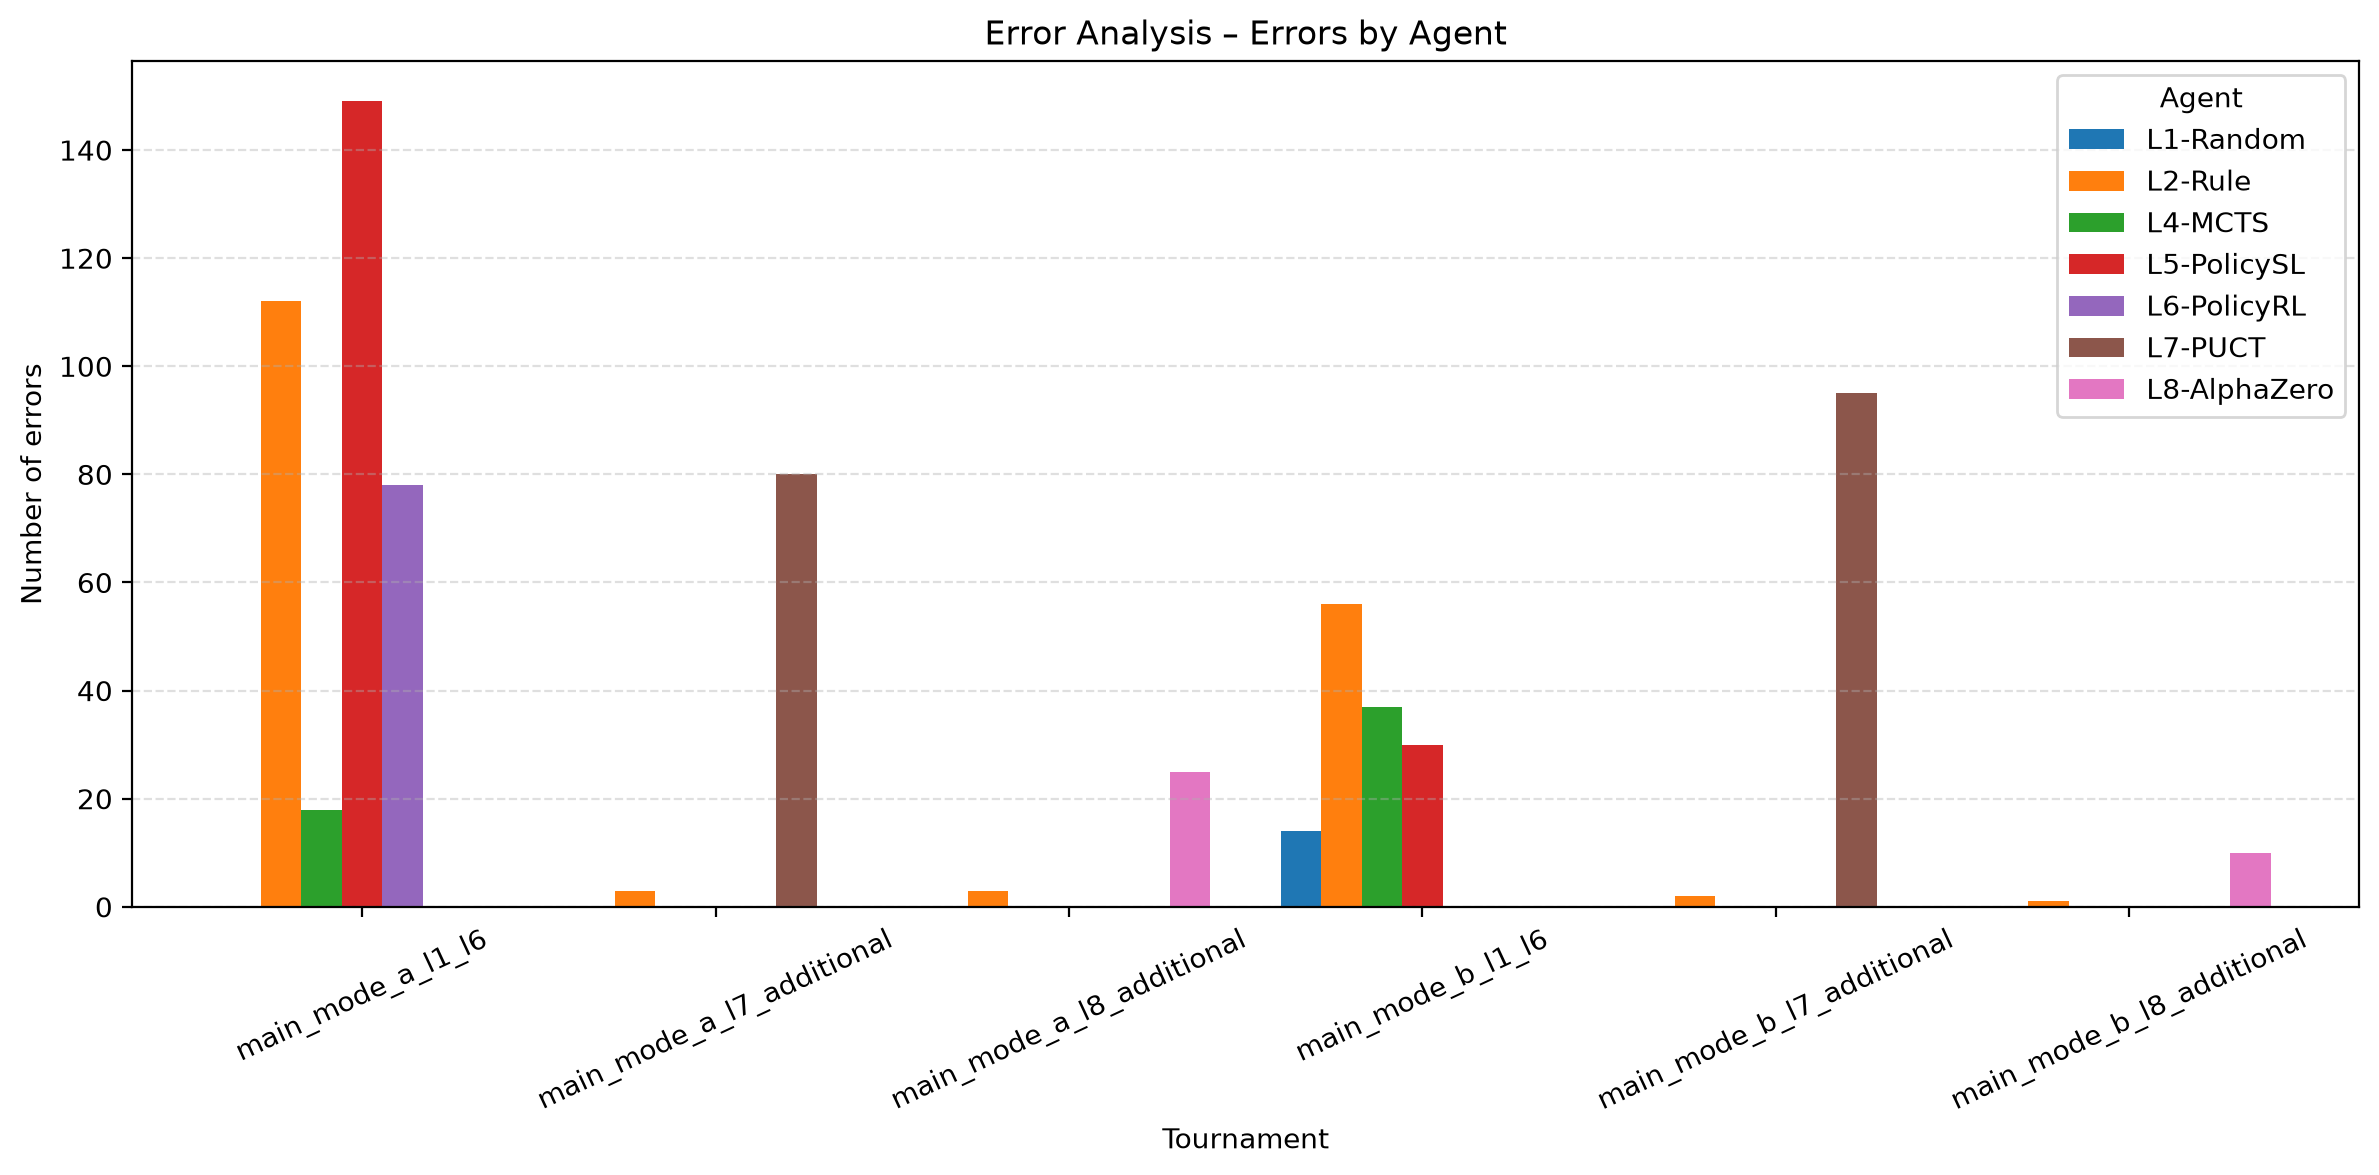 Error Analysis – Errors by Agent
Number of errors
140
120
100
80
60
40
20
0
Agent
L1-Random
L2-Rule
L4-MCTS
L5-PolicySL
L6-PolicyRL
L7-PUCT
L8-AlphaZero
main_mode_a_l1_l6
main_mode_a_l7_additional
main_mode_a_l8_additional
main_mode_b_l1_l6
main_mode_b_l7_additional
main_mode_b_l8_additional
Tournament